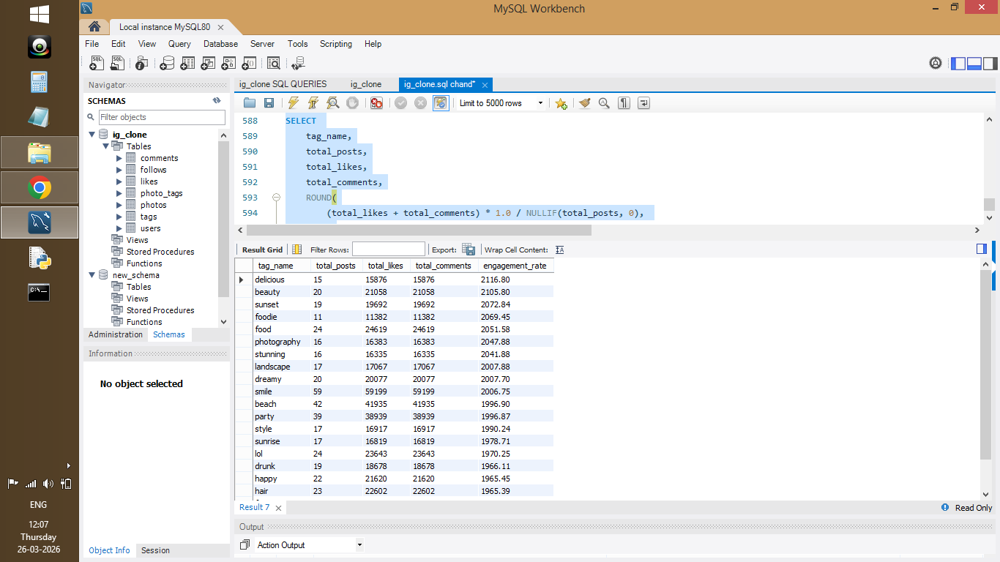 MySQL Workbench
Local instance MySQL80
File Edit View Query Database Server Tools Scripting Help
Navigator
SCHEMAS
Filter objects
ig_clone
Tables
comments
follows
likes
photo_tags
photos
tags
users
Views
Stored Procedures
Functions
new_schema
Tables
Views
Stored Procedures
Functions
Administration Schemas
Information
No object selected
Object Info Session
ig_clone SQL QUERIES ig_clone ig_clone.sql chand*
Limit to 5000 rows
588 SELECT
589 tag_name,
590 total_posts,
591 total_likes,
592 total_comments,
593 ROUND(
594 (total_likes + total_comments) * 1.0 / NULLIF(total_posts, 0),
Result Grid Filter Rows: Export: Wrap Cell Content:
tag_name total_posts total_likes total_comments engagement_rate
delicious 15 15876 15876 2116.80
beauty 20 21058 21058 2105.80
sunset 19 19692 19692 2072.84
foodie 11 11382 11382 2069.45
food 24 24619 24619 2051.58
photography 16 16383 16383 2047.88
stunning 16 16335 16335 2041.88
landscape 17 17067 17067 2007.88
dreamy 20 20077 20077 2007.70
smile 59 59199 59199 2006.75
beach 42 41935 41935 1996.90
party 39 38939 38939 1996.87
style 17 16917 16917 1990.24
sunrise 17 16819 16819 1978.71
lol 24 23643 23643 1970.25
drunk 19 18678 18678 1966.11
happy 22 21620 21620 1965.45
hair 23 22602 22602 1965.39
Result 7
Read Only
Output
Action Output
ENG
12:07
Thursday
26-03-2026